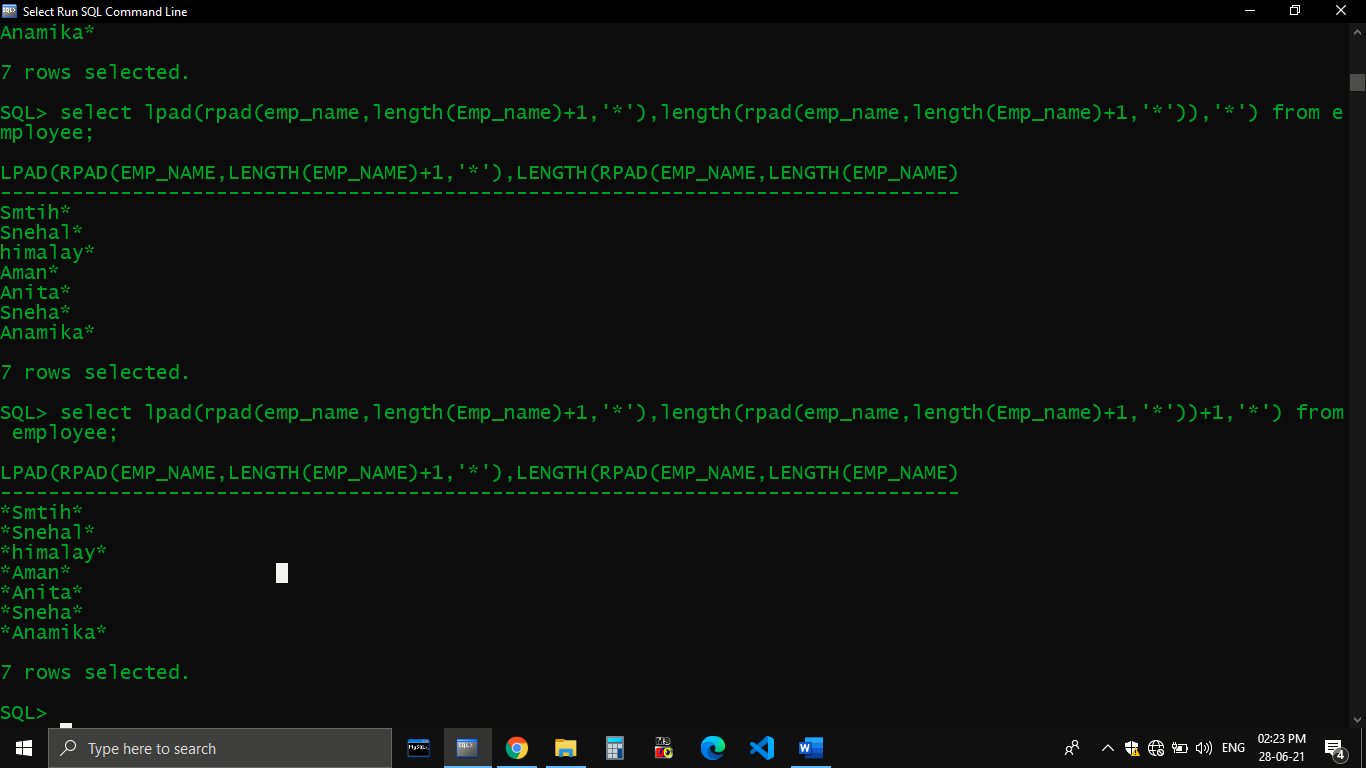 Select Run SQL Command Line
Anamika*
7 rows selected.
SQL> select lpad(rpad(emp_name,length(Emp_name)+1,'*'),length(rpad(emp_name,length(Emp_name)+1,'*')),'*') from e
mployee;
LPAD(RPAD(EMP_NAME,LENGTH(EMP_NAME)+1,'*'),LENGTH(RPAD(EMP_NAME,LENGTH(EMP_NAME)
--------------------------------------------------------------------------------
Smtih*
Snehal*
himalay*
Aman*
Anita*
Sneha*
Anamika*
7 rows selected.
SQL> select lpad(rpad(emp_name,length(Emp_name)+1,'*'),length(rpad(emp_name,length(Emp_name)+1,'*'))+1,'*') from
 employee;
LPAD(RPAD(EMP_NAME,LENGTH(EMP_NAME)+1,'*'),LENGTH(RPAD(EMP_NAME,LENGTH(EMP_NAME)
--------------------------------------------------------------------------------
*Smtih*
*Snehal*
*himalay*
*Aman*
*Anita*
*Sneha*
*Anamika*
7 rows selected.
SQL>
Type here to search
ENG
02:23 PM
28-06-21
4